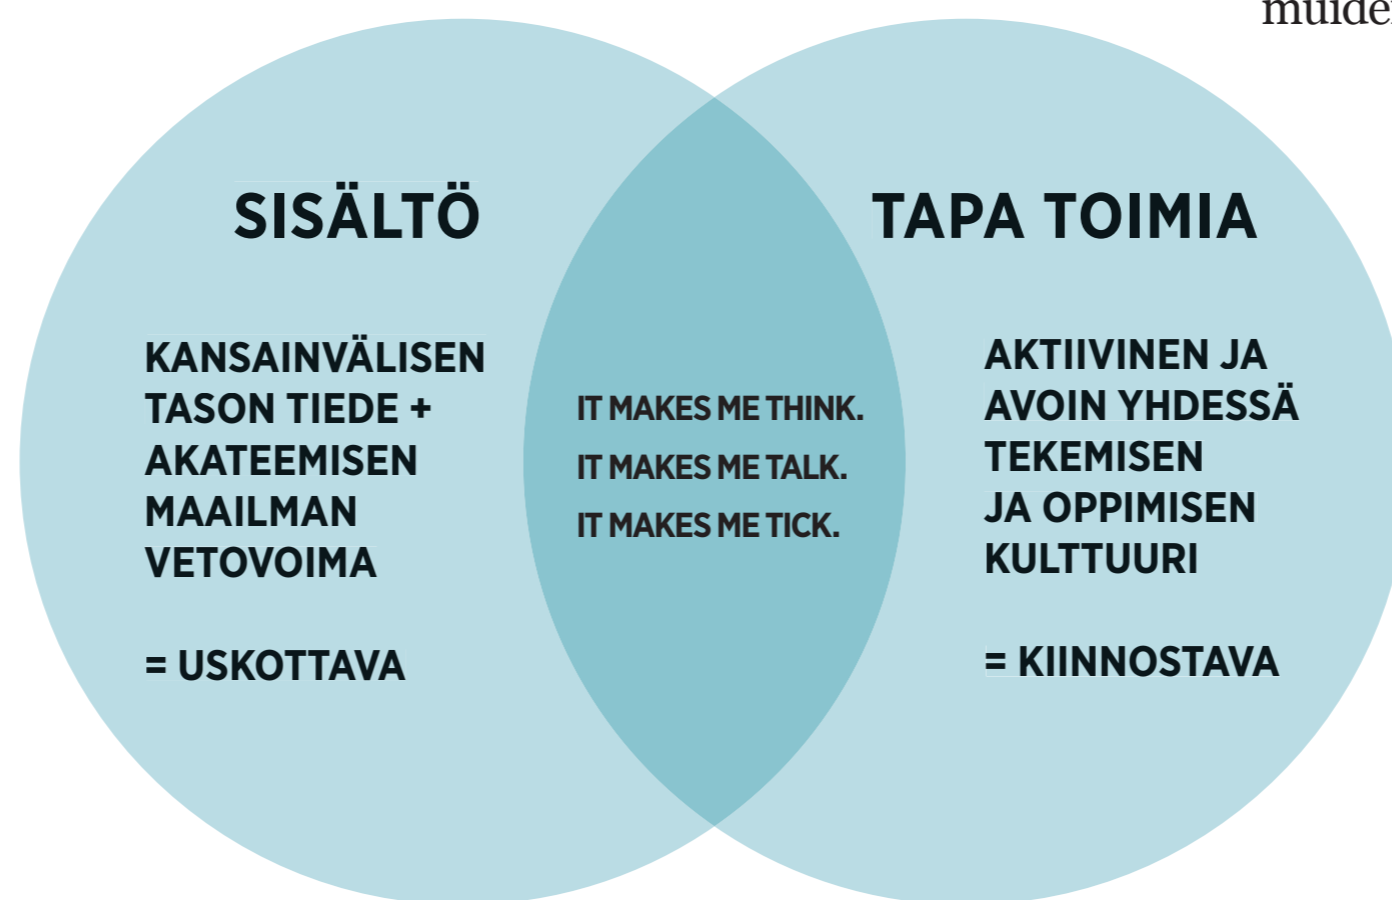 SISÄLTÖ
KANSAINVÄLISEN
TASON TIEDE +
AKATEEMISEN
MAAILMAN
VETOVOIMA
= USKOTTAVA
IT MAKES ME THINK.
IT MAKES ME TALK.
IT MAKES ME TICK.
TAPA TOIMIA
AKTIIVINEN JA
AVOIN YHDESSÄ
TEKEMISEN
JA OPPIMISEN
KULTTUURI
= KIINNOSTAVA